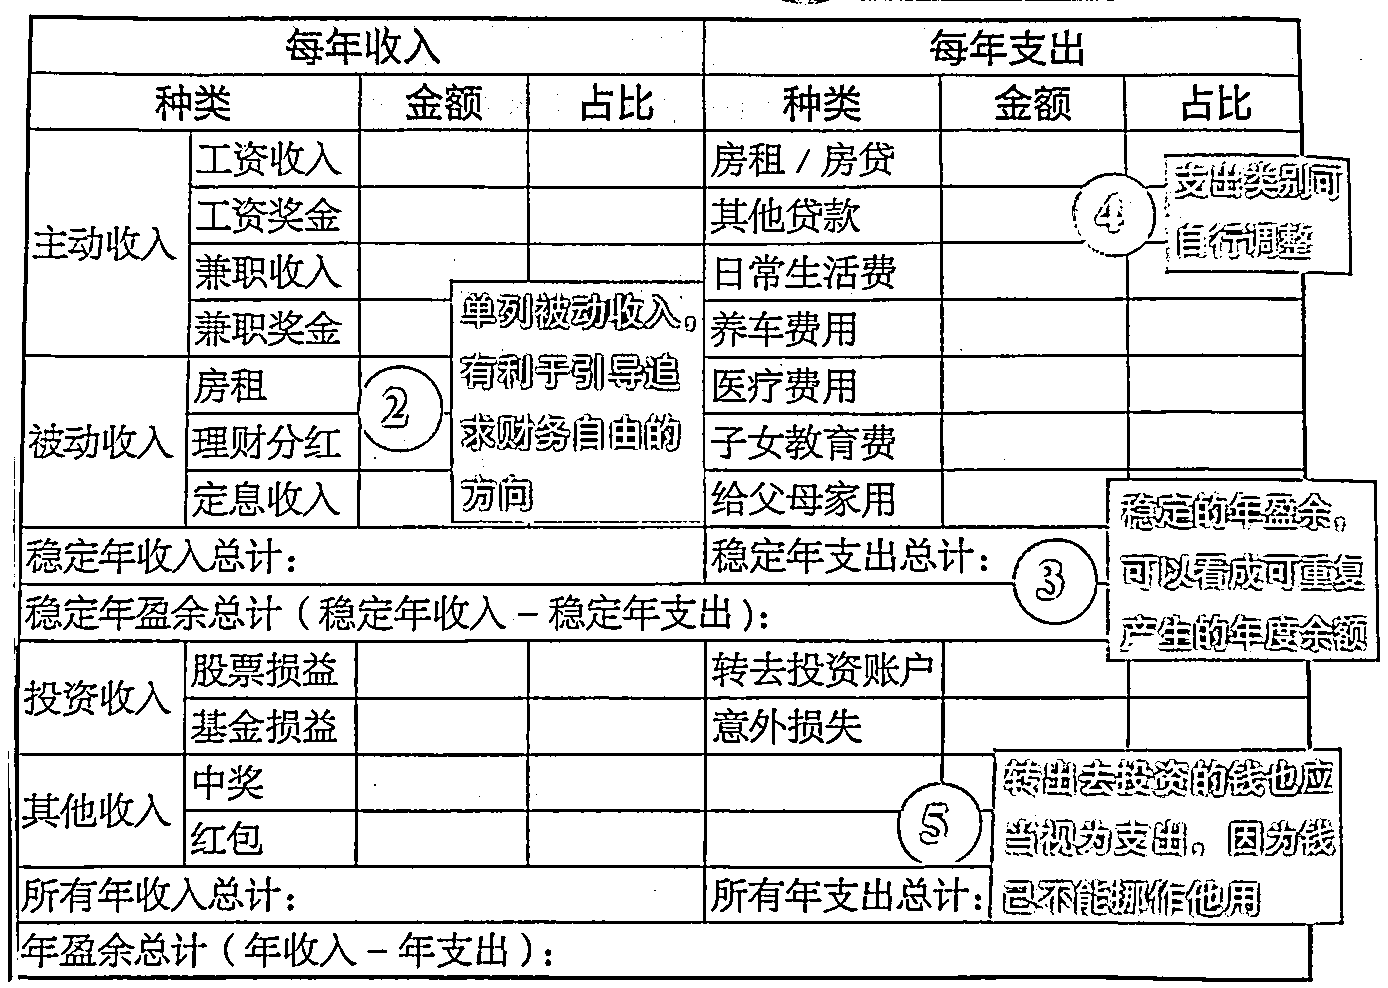 每年收入 每年支出
种类 金额 占比 种类 金额 占比
主动收入
工资收入 房租 / 房贷
工资奖金 其他贷款
兼职收入 日常生活费
兼职奖金 养车费用
被动收入
房租 医疗费用
理财分红 子女教育费
定息收入 给父母家用
②
单列被动收入，
有利于引导追
求财务自由的
方向
④
支出类别可
自行调整
稳定年收入总计： 稳定年支出总计：
③
稳定的年盈余，
可以看成可重复
产生的年度余额
稳定年盈余总计（稳定年收入 – 稳定年支出）：
投资收入
股票损益 转去投资账户
基金损益 意外损失
其他收入
中奖
红包
⑤
转出去投资的钱也应
当视为支出。因为钱
已不能挪作他用
所有年收入总计： 所有年支出总计：
年盈余总计（年收入 – 年支出）：